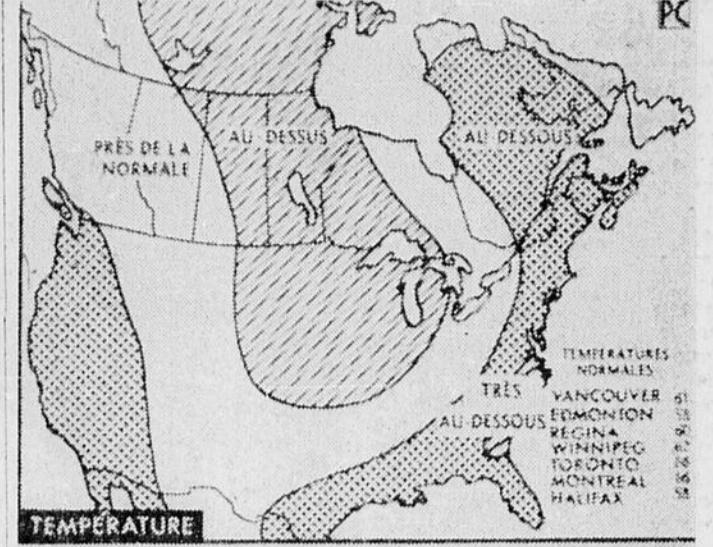 PC
PRÈS DE LA
NORMALE
AU-DESSUS
AU-DESSOUS
TRÈS
AU-DESSOUS
TEMPÉRATURES
NORMALES
VANCOUVER 61
EDMONTON
REGINA
WINNIPEG
TORONTO
MONTREAL
HALIFAX
TEMPÉRATURE